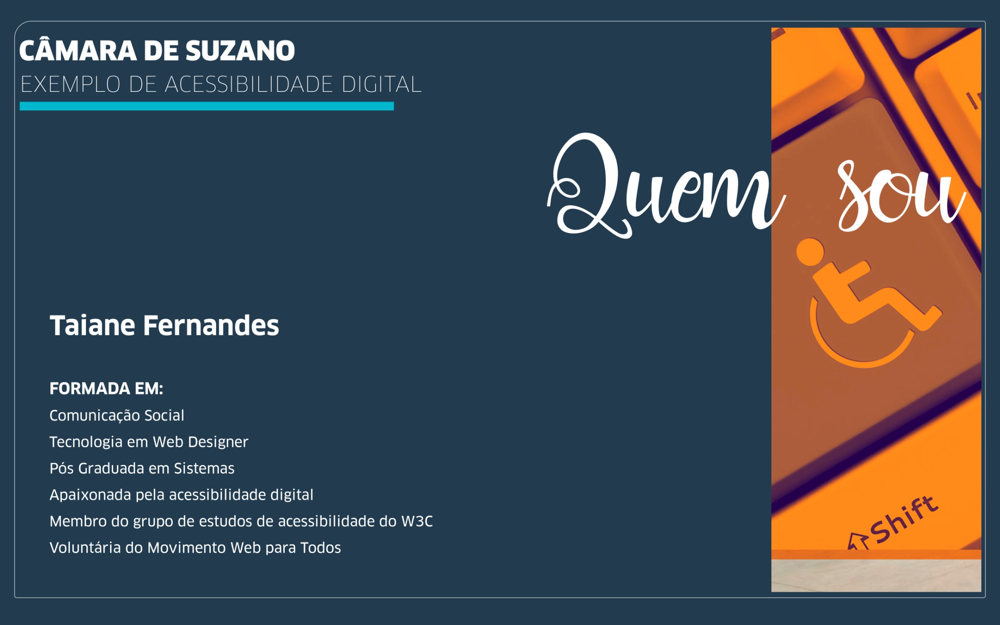 CÂMARA DE SUZANO
EXEMPLO DE ACESSIBILIDADE DIGITAL
Quem sou
Taiane Fernandes
FORMADA EM:
Comunicação Social
Tecnologia em Web Designer
Pós Graduada em Sistemas
Apaixonada pela acessibilidade digital
Membro do grupo de estudos de acessibilidade do W3C
Voluntária do Movimento Web para Todos
Shift